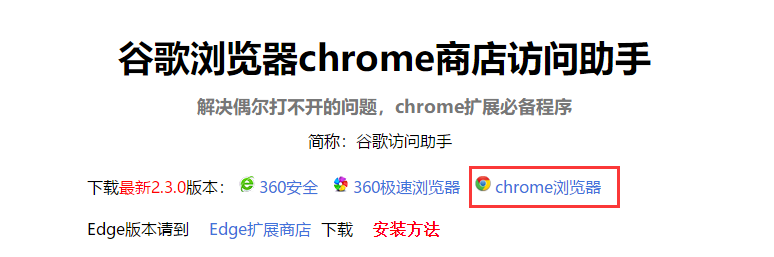 谷歌浏览器chrome商店访问助手
解决偶尔打不开的问题，chrome扩展必备程序
简称：谷歌访问助手
下载最新2.3.0版本： 360安全 360极速浏览器 chrome浏览器
Edge版本请到 Edge扩展商店 下载 安装方法